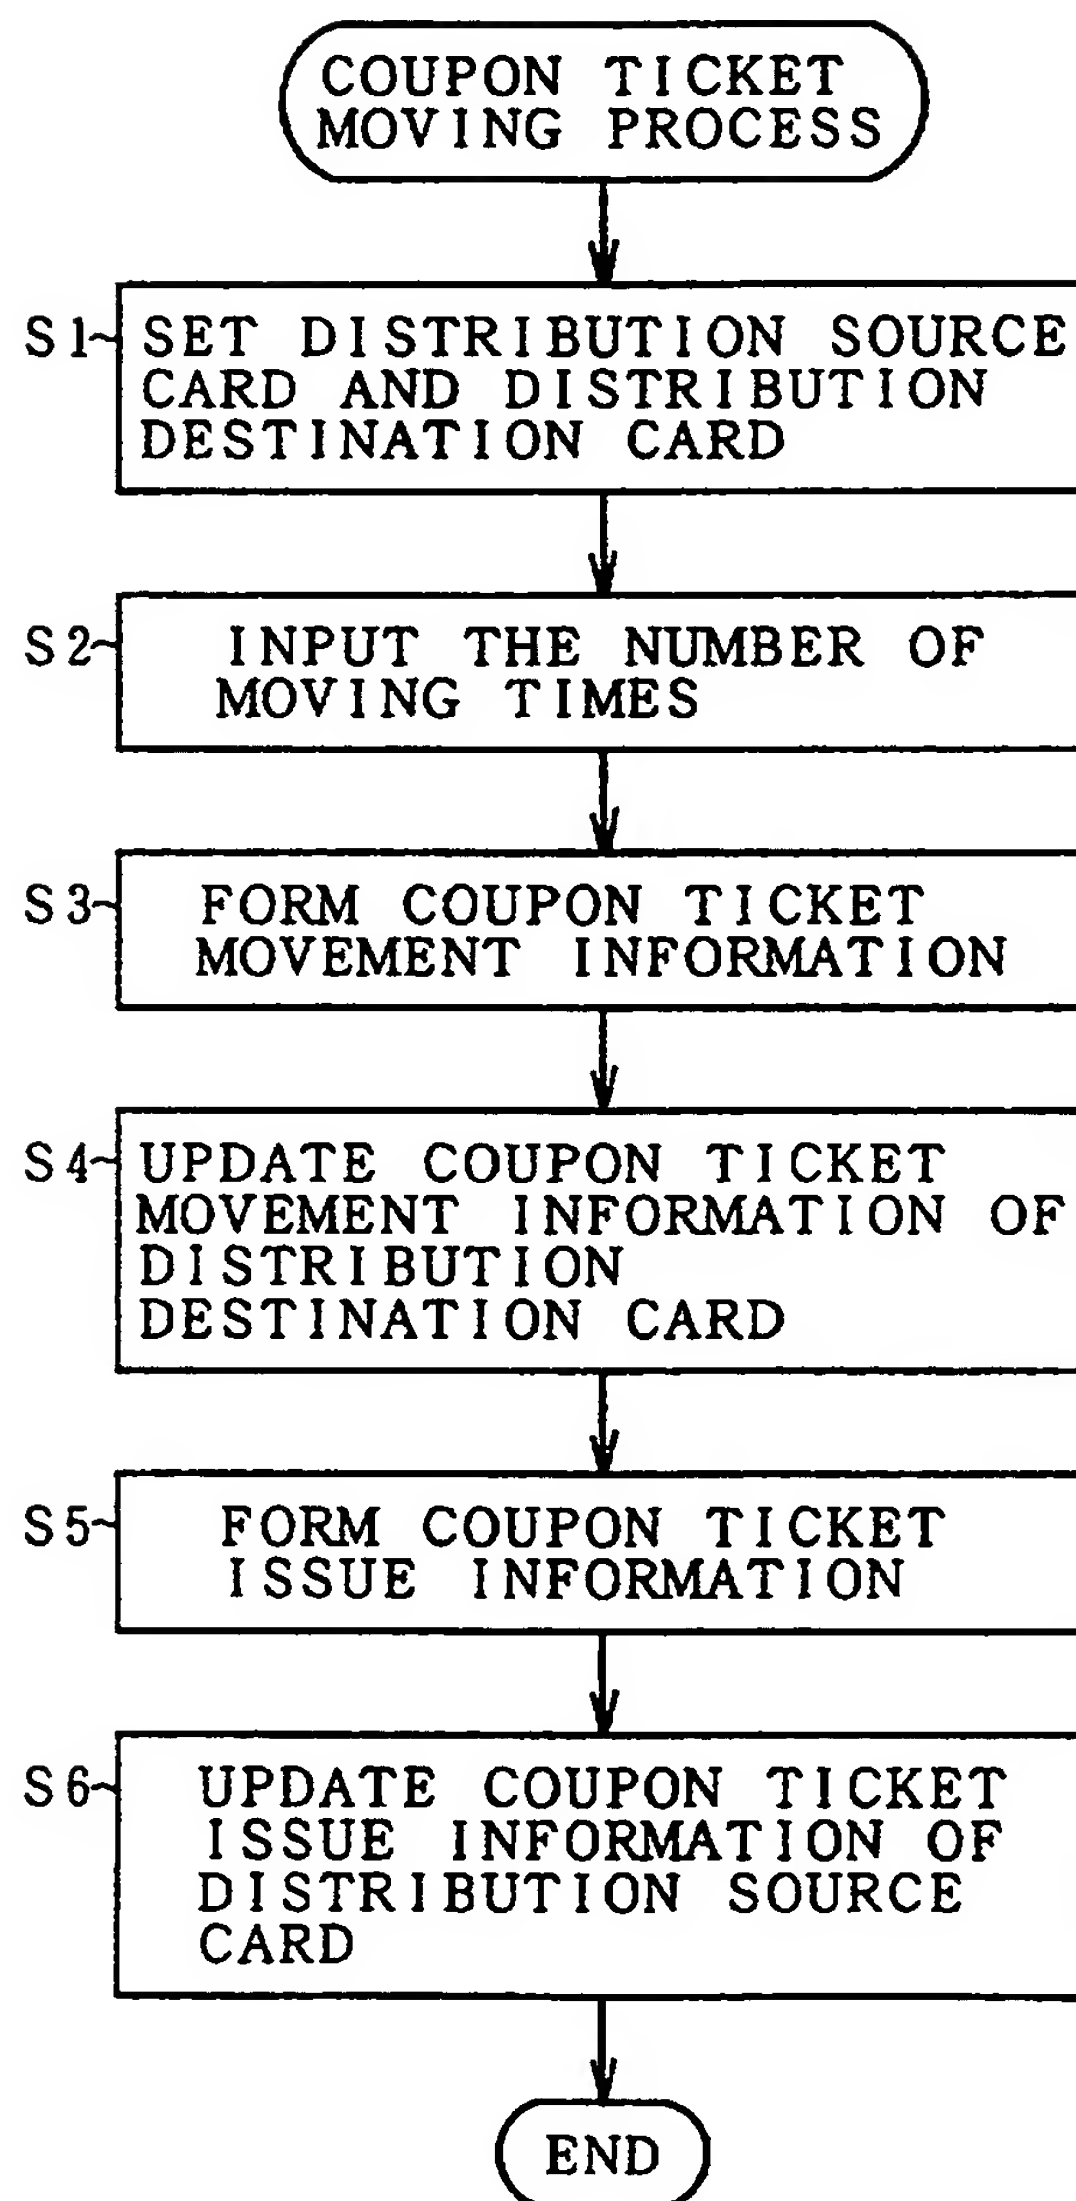 COUPON TICKET
MOVING PROCESS
S1
SET DISTRIBUTION SOURCE
CARD AND DISTRIBUTION
DESTINATION CARD
S2
INPUT THE NUMBER OF
MOVING TIMES
S3
FORM COUPON TICKET
MOVEMENT INFORMATION
S4
UPDATE COUPON TICKET
MOVEMENT INFORMATION OF
DISTRIBUTION
DESTINATION CARD
S5
FORM COUPON TICKET
ISSUE INFORMATION
S6
UPDATE COUPON TICKET
ISSUE INFORMATION OF
DISTRIBUTION SOURCE
CARD
END